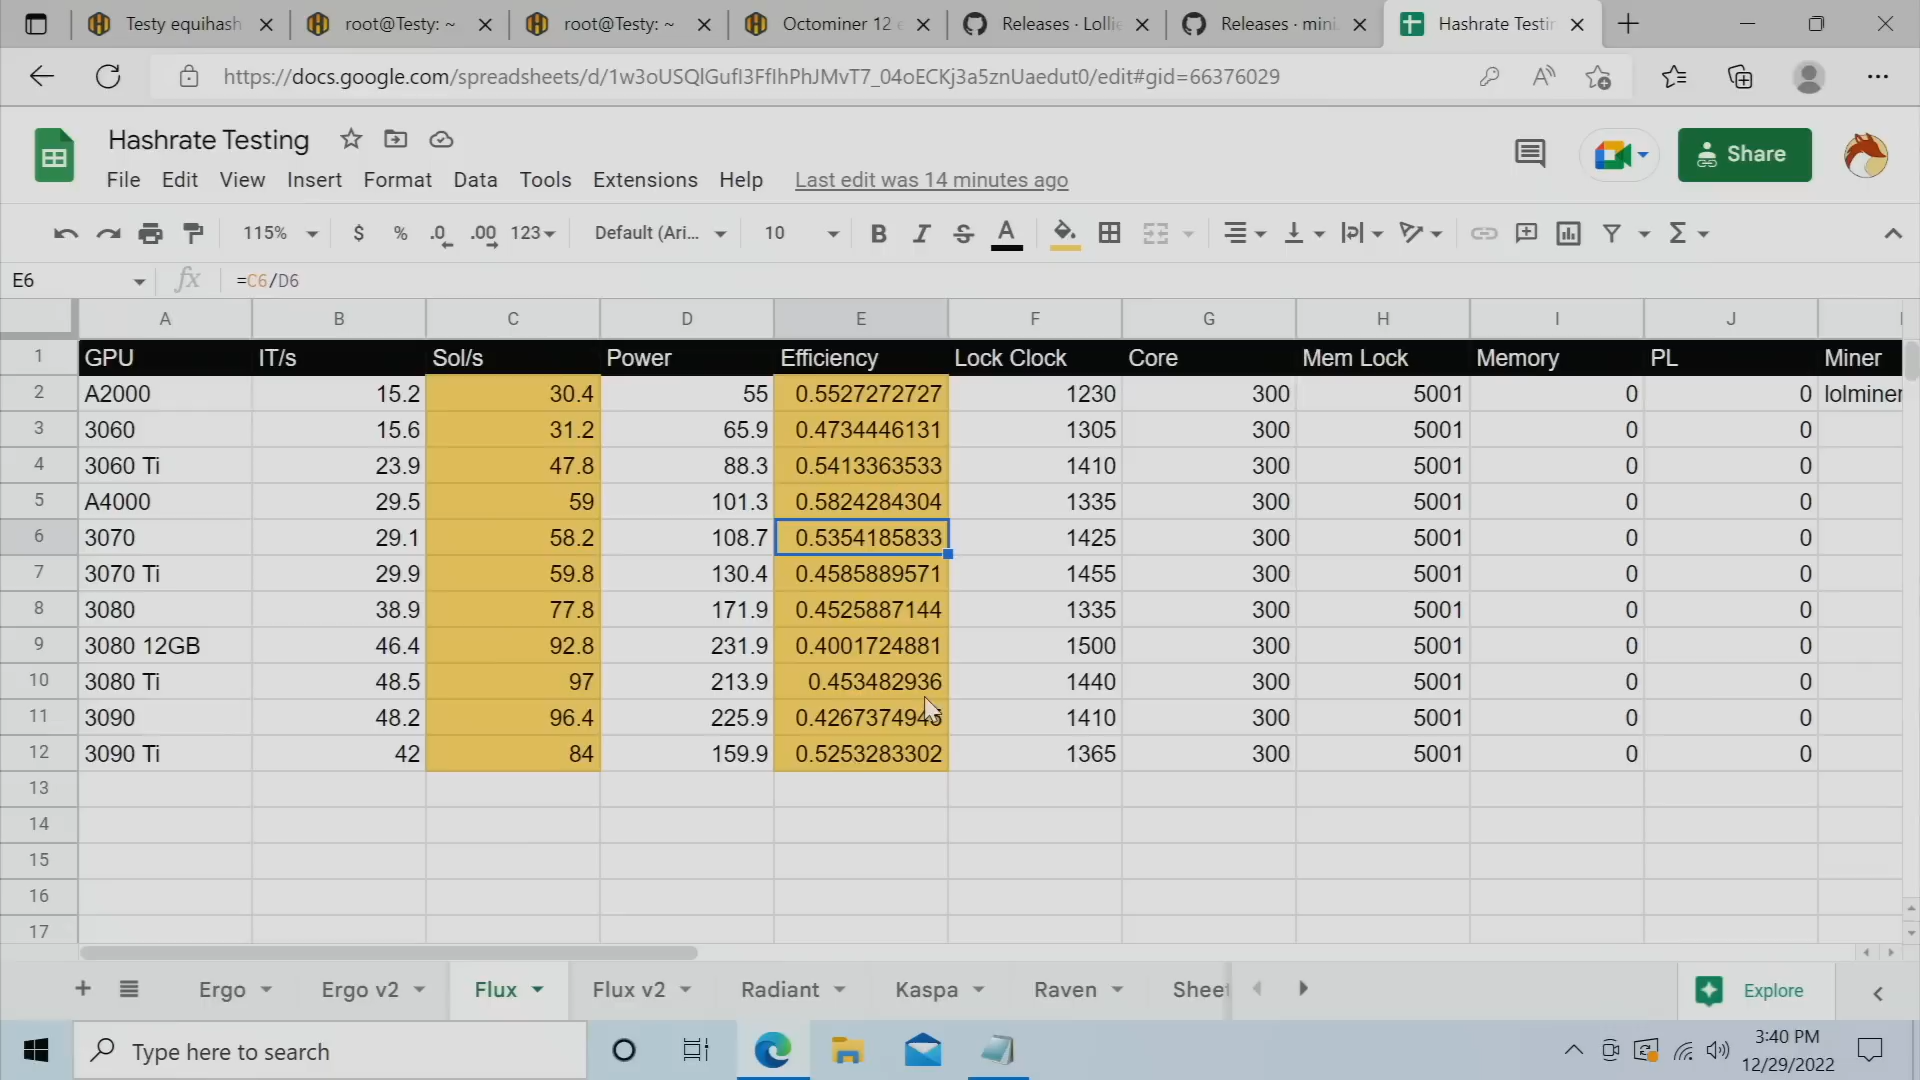 Testy equihash
root@Testy: ~
root@Testy: ~
Octominer 12
Releases · Lollie
Releases · mini
Hashrate Testin
https://docs.google.com/spreadsheets/d/1w3oUSQlGufI3FfIhPhJMvT7_04oECKj3a5znUaedut0/edit#gid=66376029
Hashrate Testing
Share
File Edit View Insert Format Data Tools Extensions Help Last edit was 14 minutes ago
115% $ % .0 .00 123 Default (Ari... 10 B I S A Σ
E6 fx =C6/D6
A B C D E F G H I J
1 GPU IT/s Sol/s Power Efficiency Lock Clock Core Mem Lock Memory PL Miner
2 A2000 15.2 30.4 55 0.5527272727 1230 300 5001 0 0 lolminer
3 3060 15.6 31.2 65.9 0.4734446131 1305 300 5001 0 0
4 3060 Ti 23.9 47.8 88.3 0.5413363533 1410 300 5001 0 0
5 A4000 29.5 59 101.3 0.5824284304 1335 300 5001 0 0
6 3070 29.1 58.2 108.7 0.5354185833 1425 300 5001 0 0
7 3070 Ti 29.9 59.8 130.4 0.4585889571 1455 300 5001 0 0
8 3080 38.9 77.8 171.9 0.4525887144 1335 300 5001 0 0
9 3080 12GB 46.4 92.8 231.9 0.4001724881 1500 300 5001 0 0
10 3080 Ti 48.5 97 213.9 0.453482936 1440 300 5001 0 0
11 3090 48.2 96.4 225.9 0.4267374945 1410 300 5001 0 0
12 3090 Ti 42 84 159.9 0.5253283302 1365 300 5001 0 0
13
14
15
16
17
+ Ergo Ergo v2 Flux Flux v2 Radiant Kaspa Raven Sheet Explore
Type here to search
3:40 PM
12/29/2022